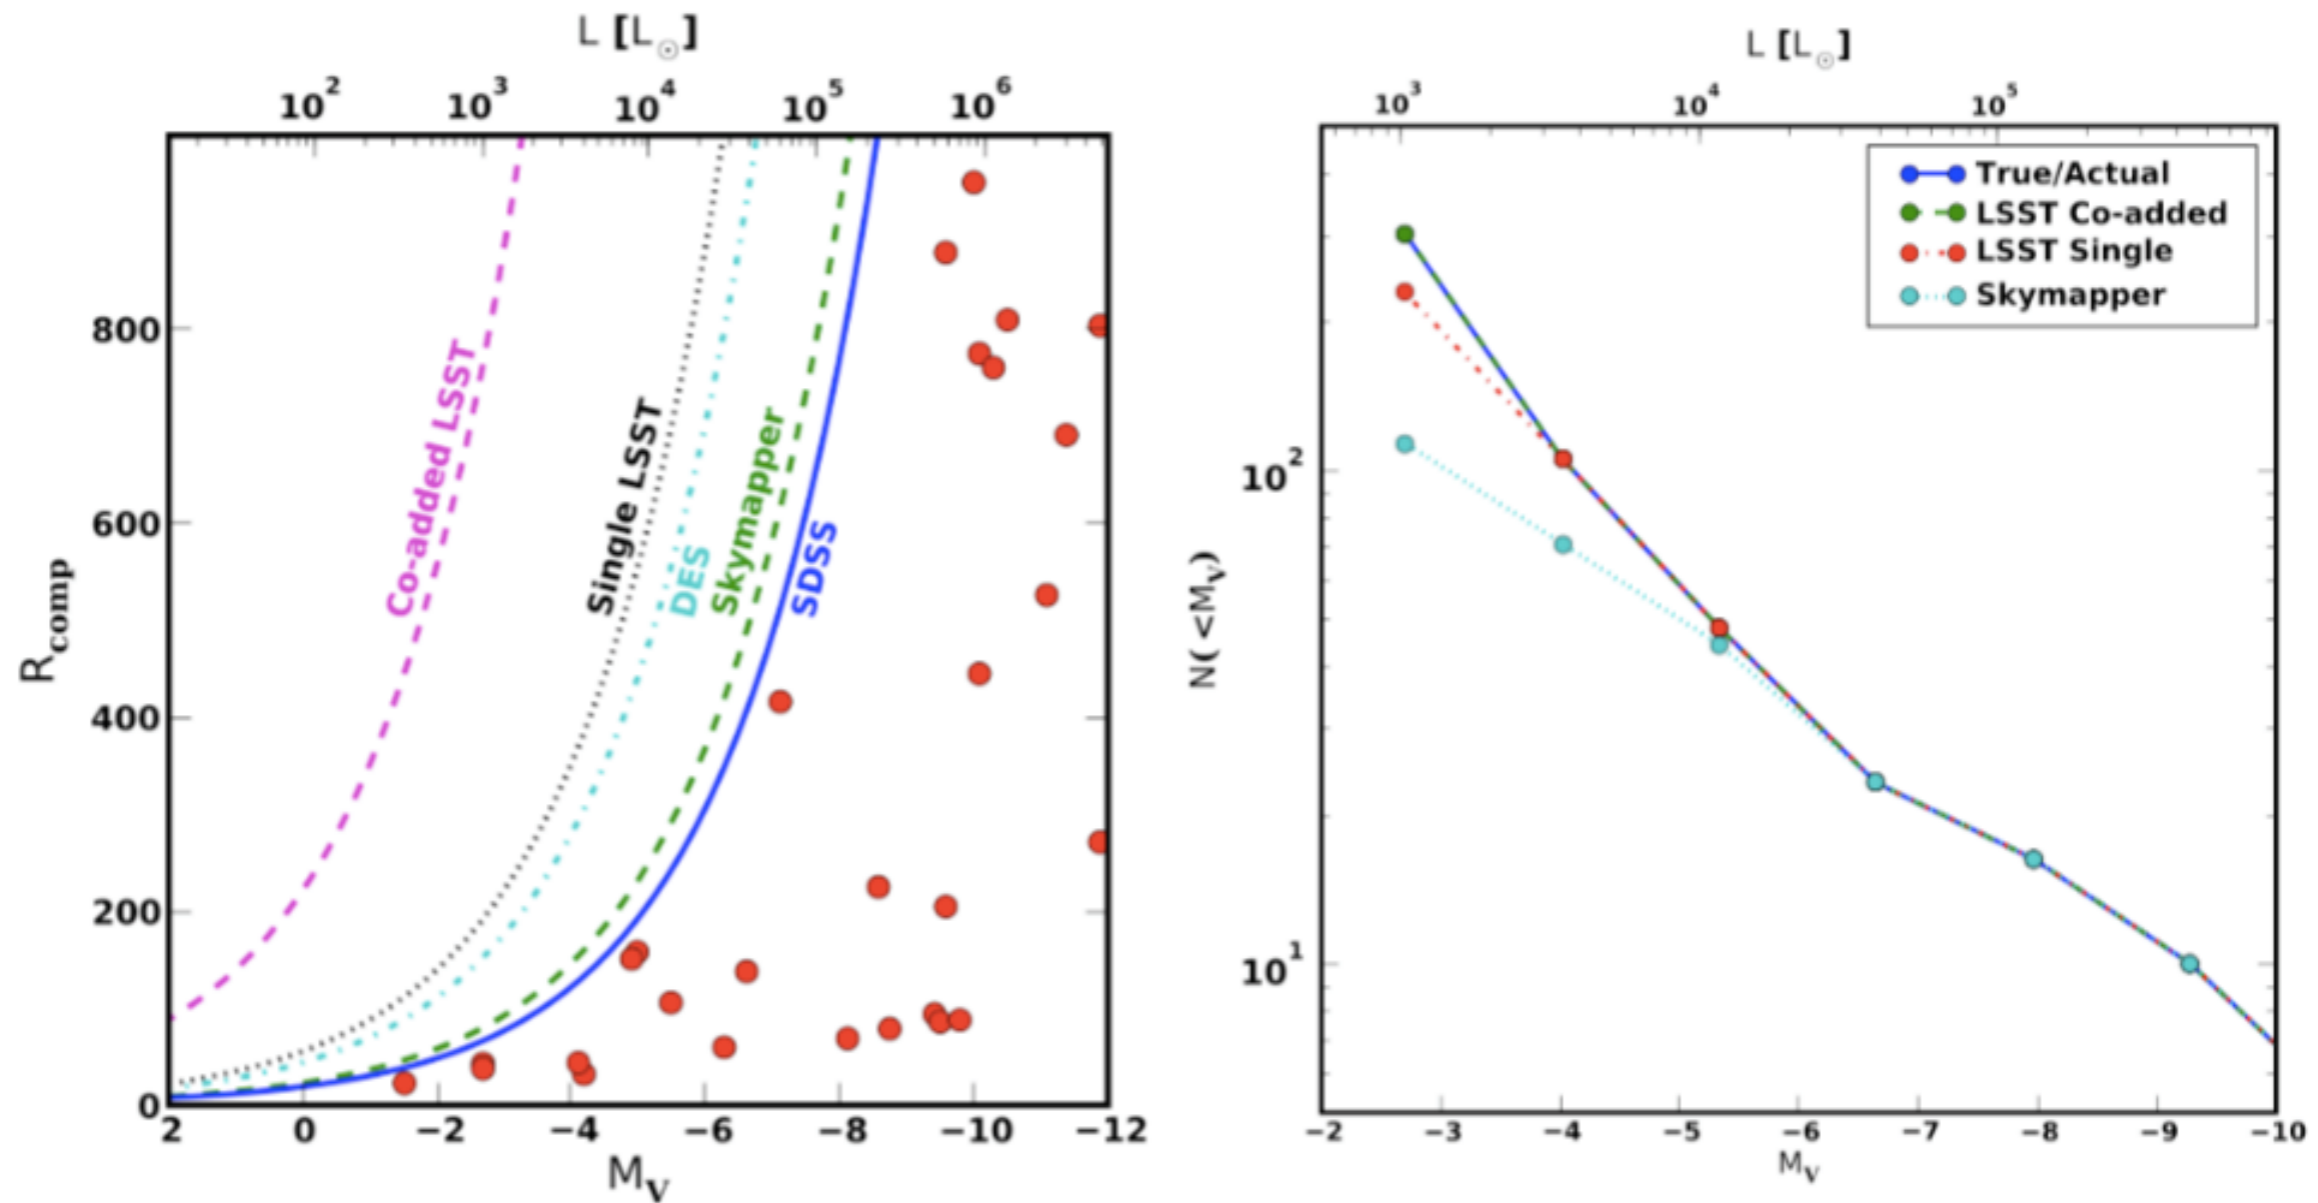 L [L☉]
10² 10³ 10⁴ 10⁵ 10⁶
R_comp
800
600
400
200
0
Co-added LSST
Single LSST
DES
Skymapper
SDSS
2 0 −2 −4 −6 −8 −10 −12
M_V
L [L☉]
10³ 10⁴ 10⁵
True/Actual
LSST Co-added
LSST Single
Skymapper
N( <M_V)
10²
10¹
−2 −3 −4 −5 −6 −7 −8 −9 −10
M_V